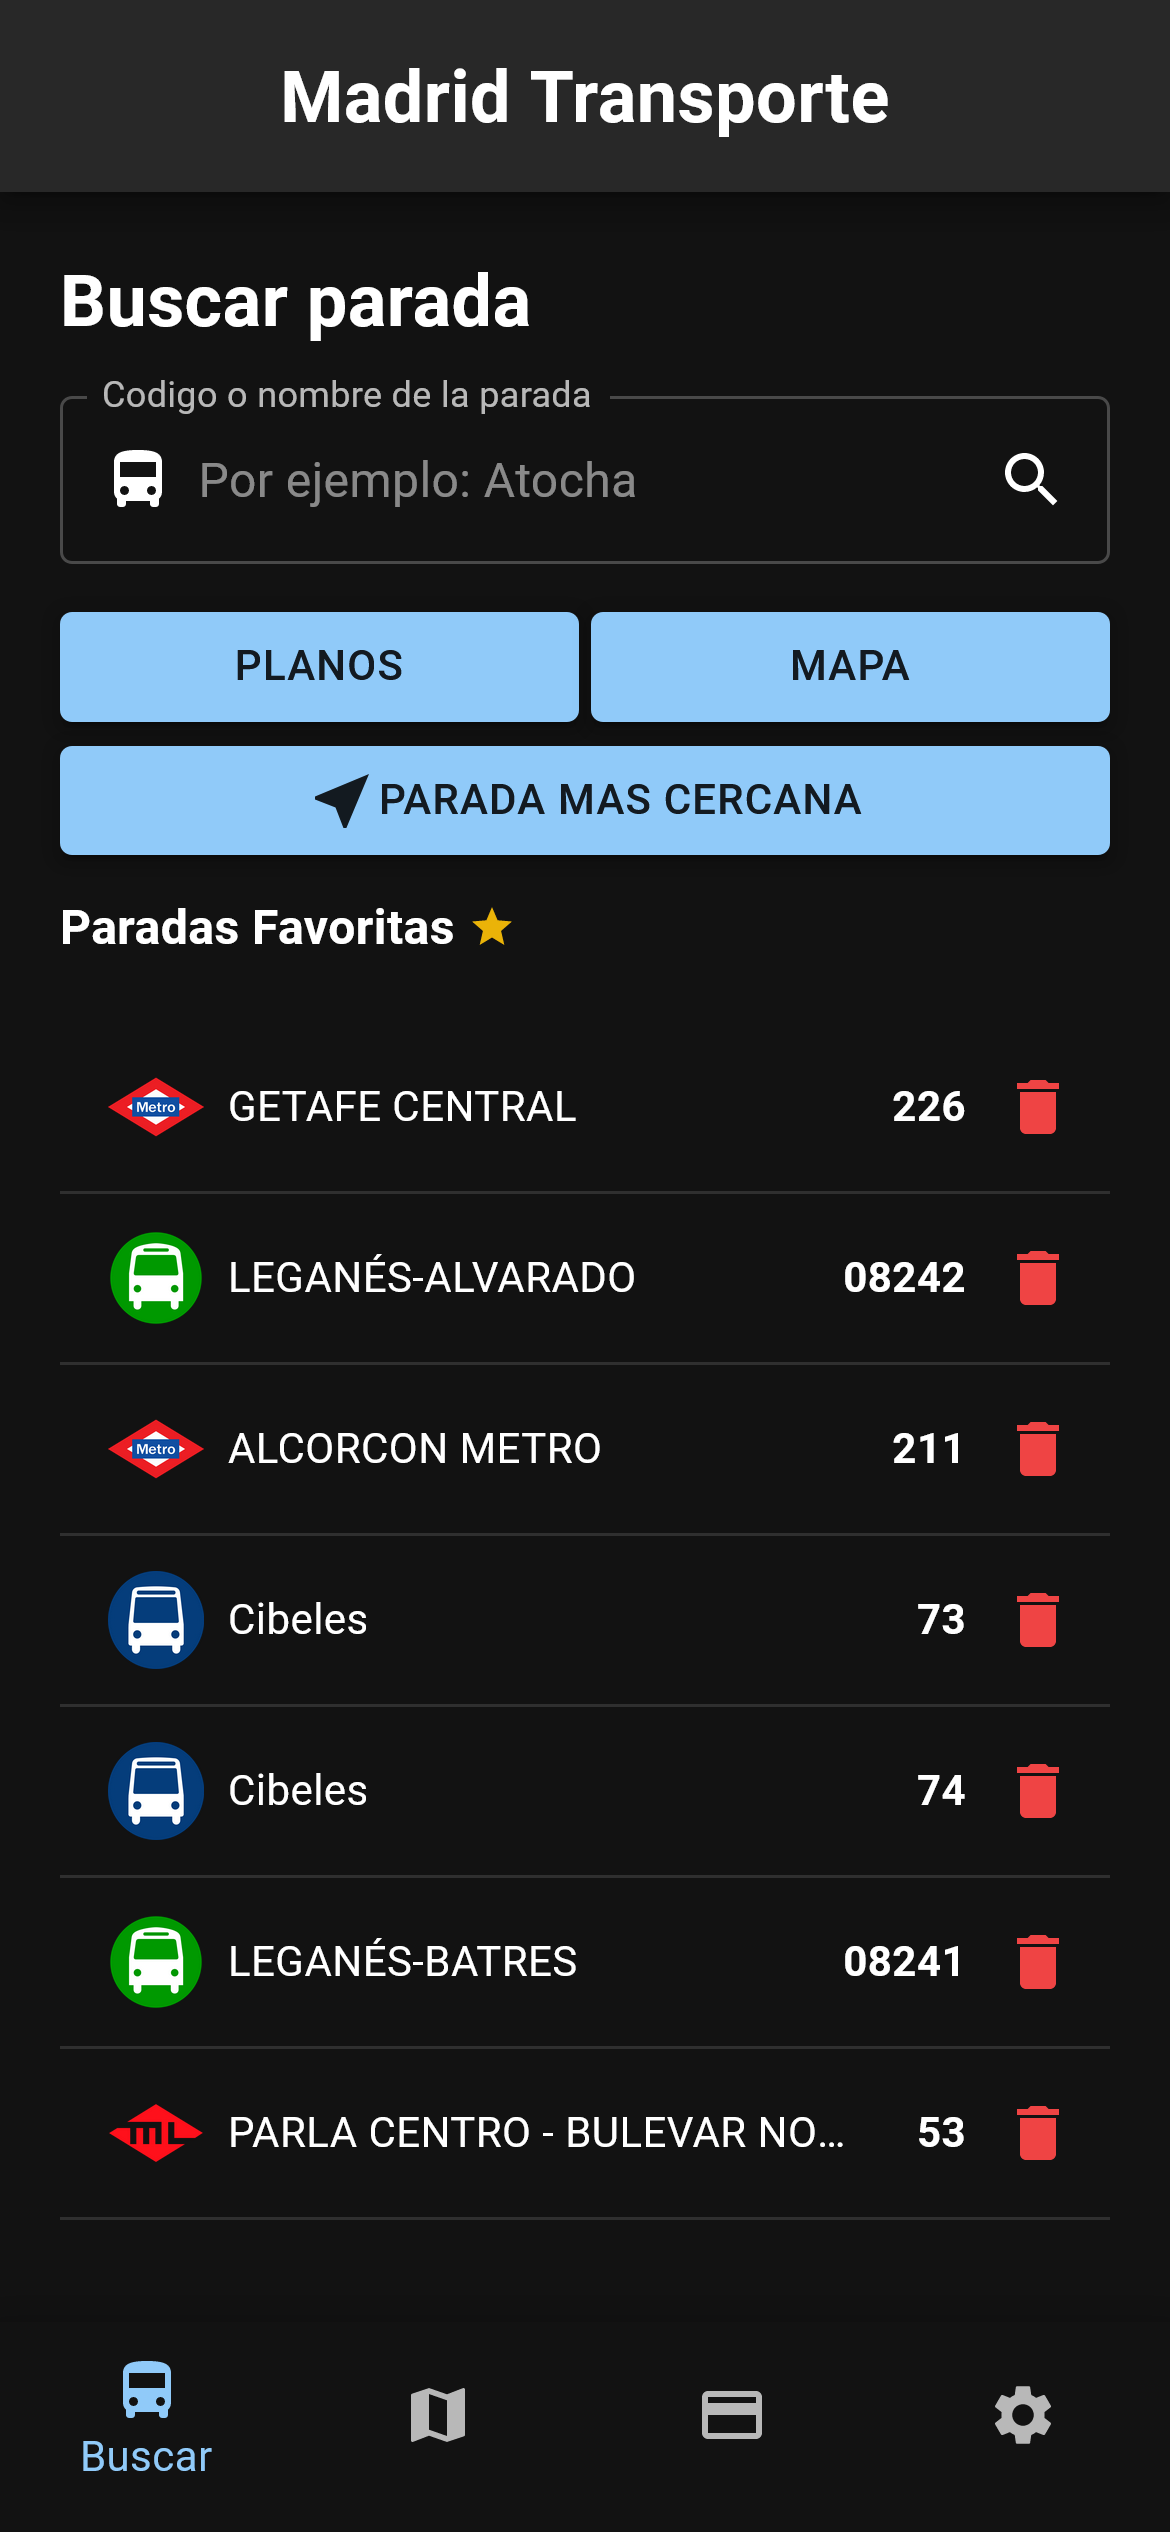 Madrid Transporte
Buscar parada
Codigo o nombre de la parada
Por ejemplo: Atocha
PLANOS
MAPA
PARADA MAS CERCANA
Paradas Favoritas
Metro GETAFE CENTRAL 226
LEGANÉS-ALVARADO 08242
Metro ALCORCON METRO 211
Cibeles 73
Cibeles 74
LEGANÉS-BATRES 08241
mL PARLA CENTRO - BULEVAR NO... 53
Buscar